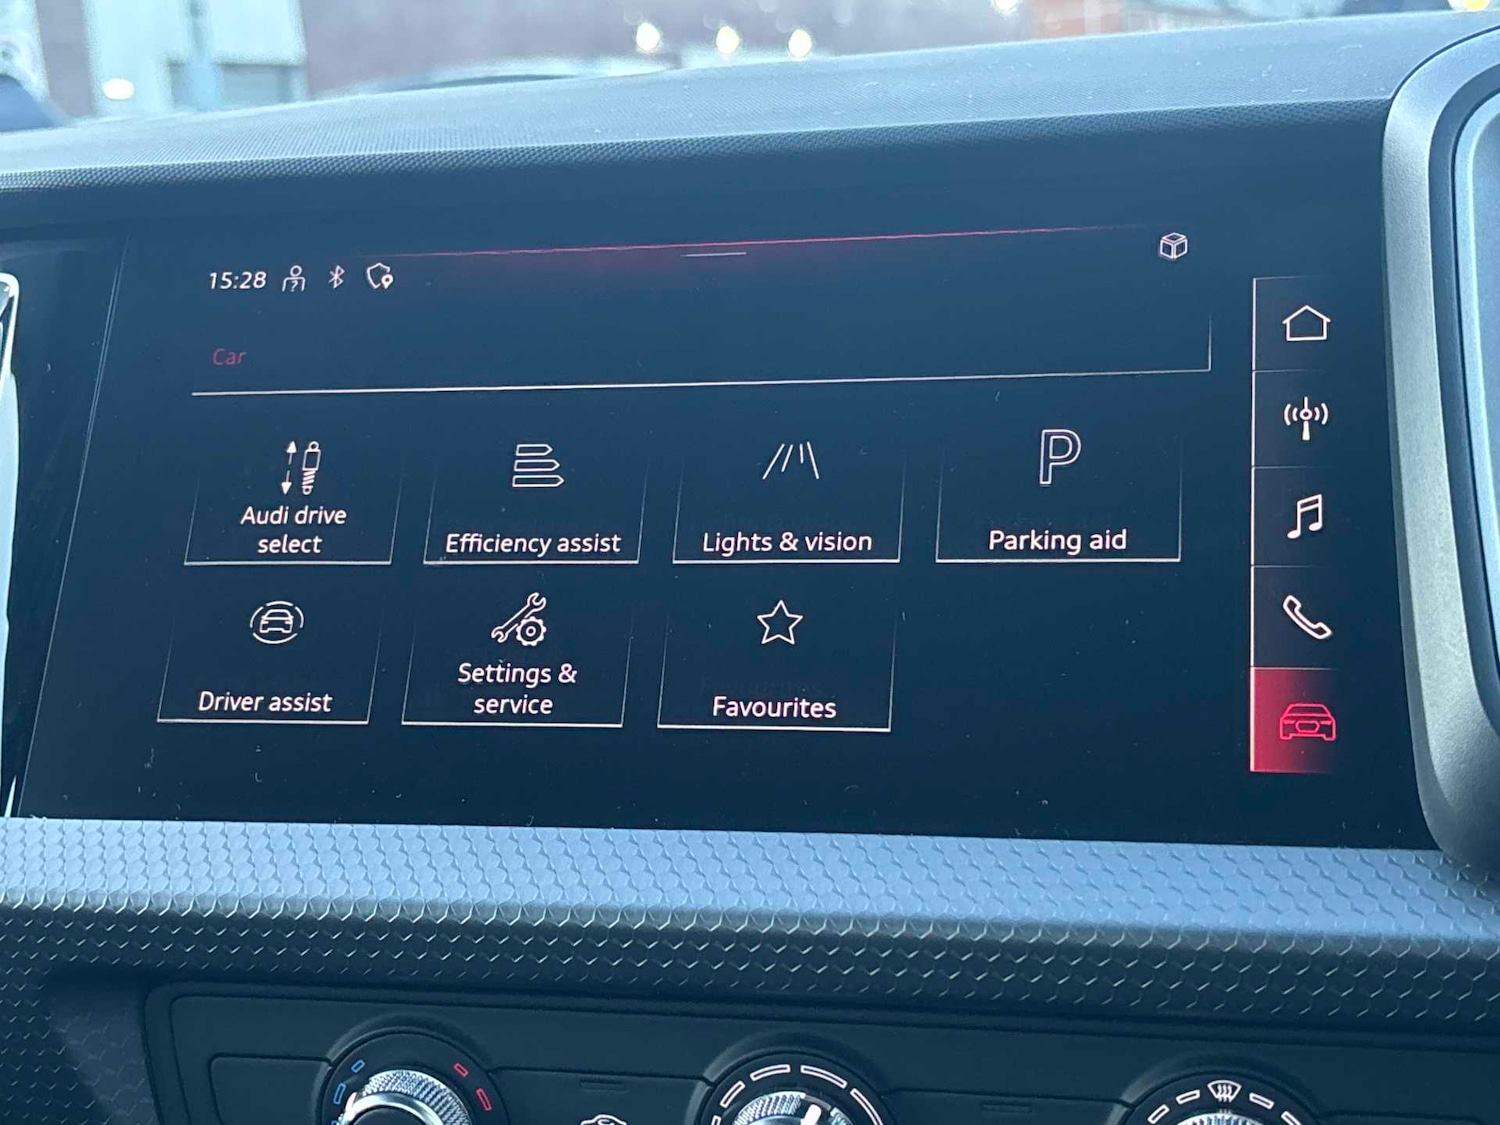 15:28
Car
Audi drive
select
Efficiency assist
Lights & vision
P
Parking aid
Driver assist
Settings &
service
Favourites